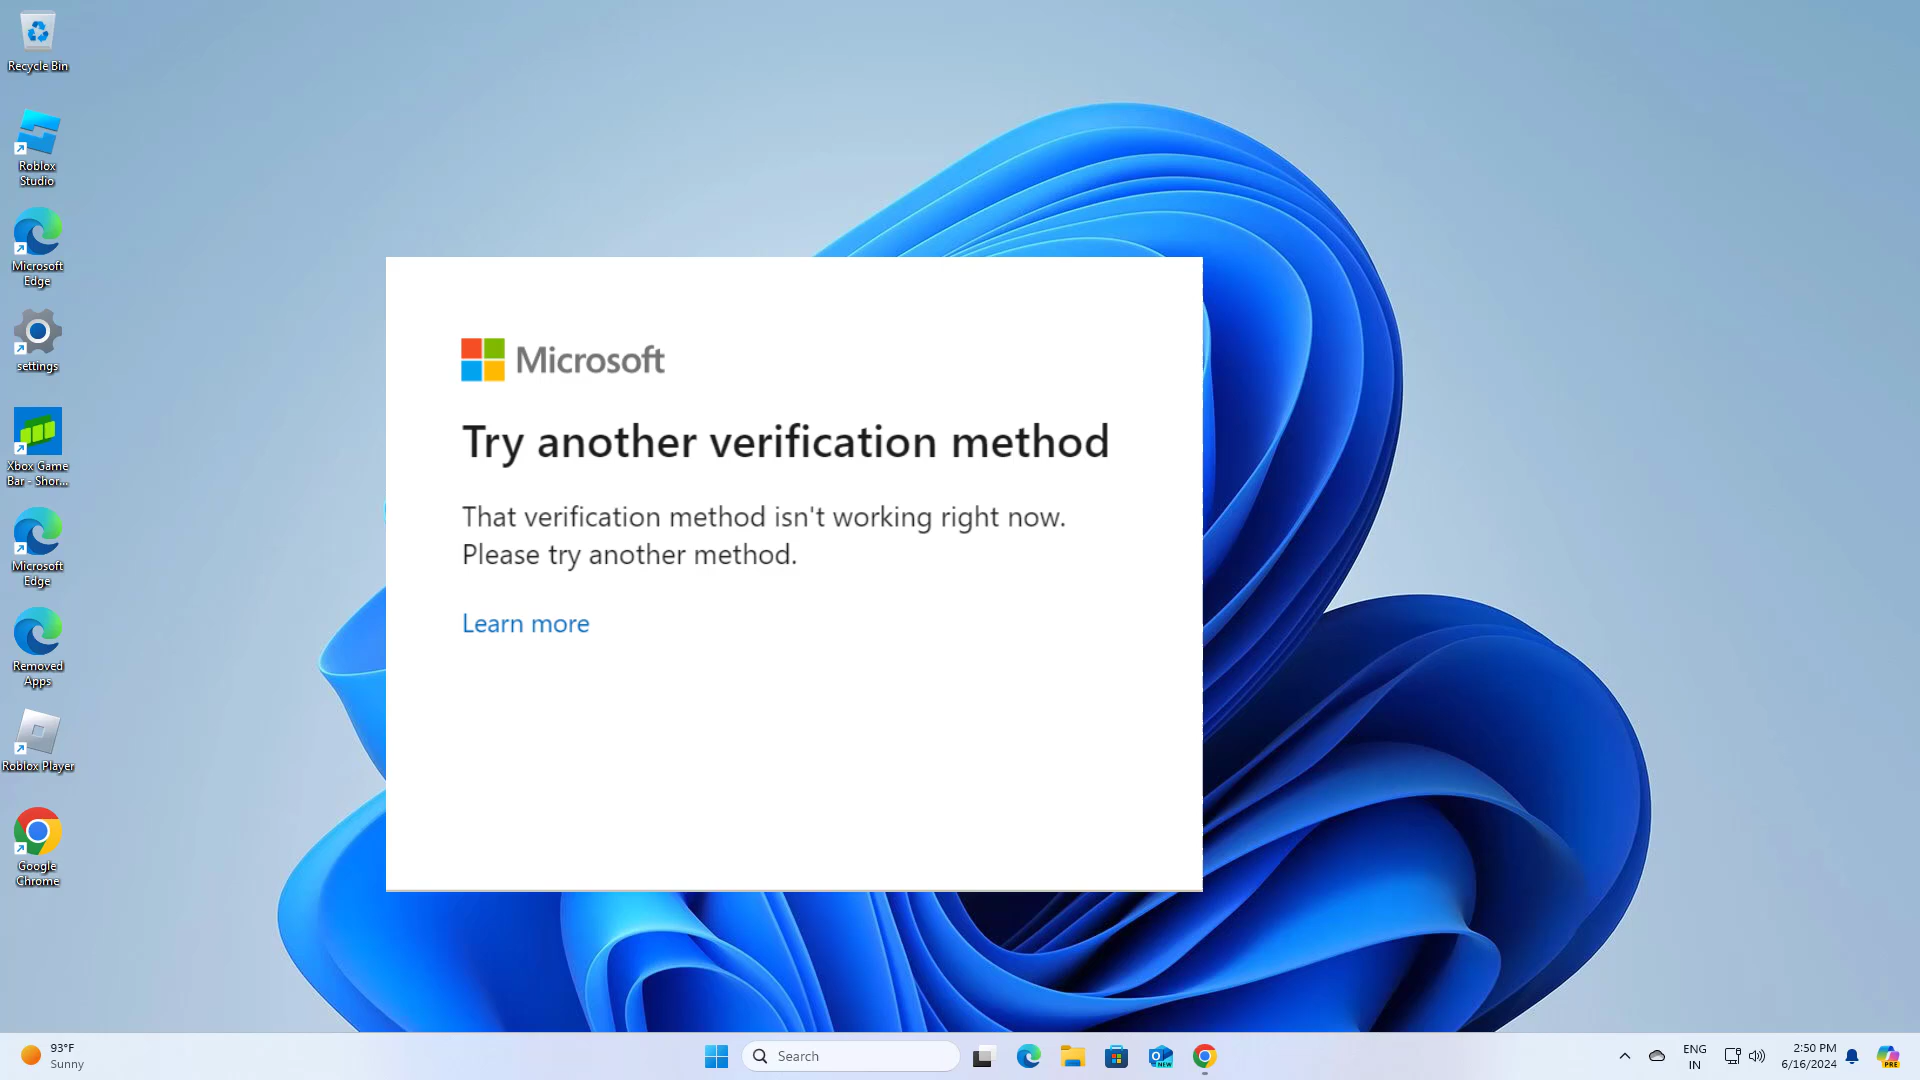 Recycle Bin
Roblox
Studio
Microsoft
Edge
settings
Xbox Game
Bar - Shor...
Microsoft
Edge
Removed
Apps
Roblox Player
Google
Chrome
Microsoft
Try another verification method
That verification method isn't working right now.
Please try another method.
Learn more
93°F
Sunny
Search
NEW
ENG
IN
2:50 PM
6/16/2024
PRE